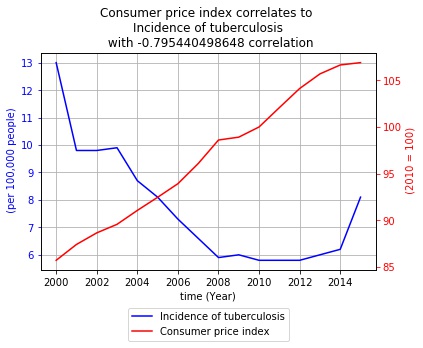 Consumer price index correlates to
Incidence of tuberculosis
with -0.795440498648 correlation
13
12
11
10
9
8
7
6
(per 100,000 people)
105
100
95
90
85
(2010 = 100)
2000 2002 2004 2006 2008 2010 2012 2014
time (Year)
Incidence of tuberculosis
Consumer price index